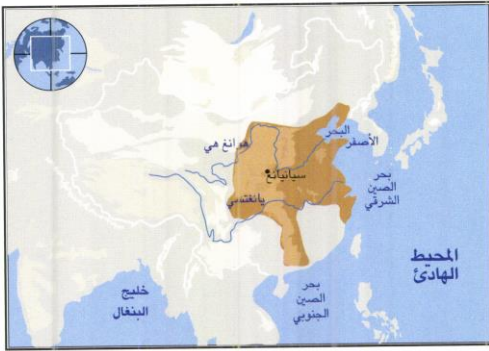 البحر
الأصفر
هوانغ هي
سيانيانغ
يانغتسي
بحر
الصين
الشرقي
المحيط
الهادئ
بحر
الصين
الجنوبي
خليج
البنغال